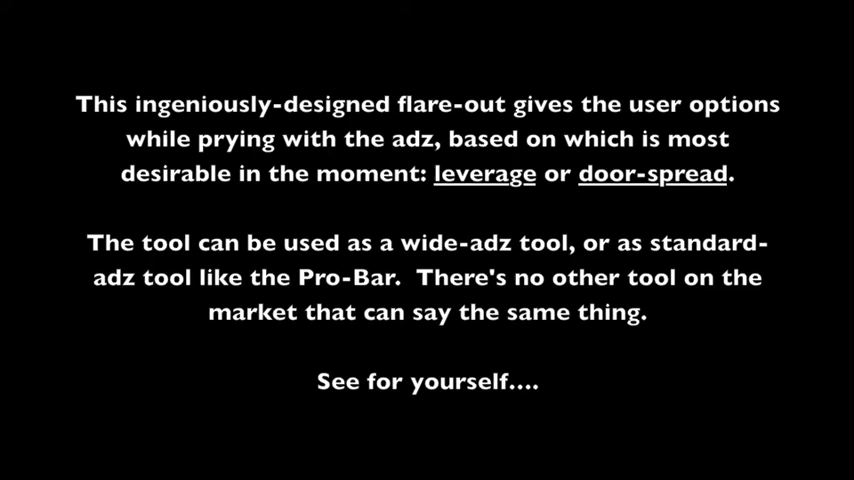 This ingeniously-designed flare-out gives the user options
while prying with the adz, based on which is most
desirable in the moment: leverage or door-spread.
The tool can be used as a wide-adz tool, or as standard-
adz tool like the Pro-Bar.  There's no other tool on the
market that can say the same thing.
See for yourself....